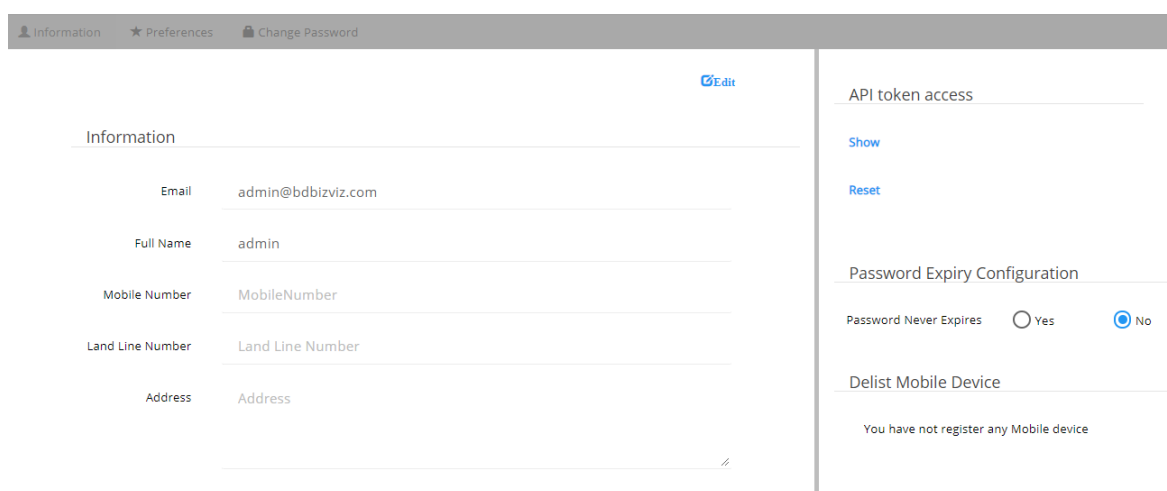 Information Preferences Change Password
Edit
Information
Email admin@bdbizviz.com
Full Name admin
Mobile Number MobileNumber
Land Line Number Land Line Number
Address Address
API token access
Show
Reset
Password Expiry Configuration
Password Never Expires Yes No
Delist Mobile Device
You have not register any Mobile device